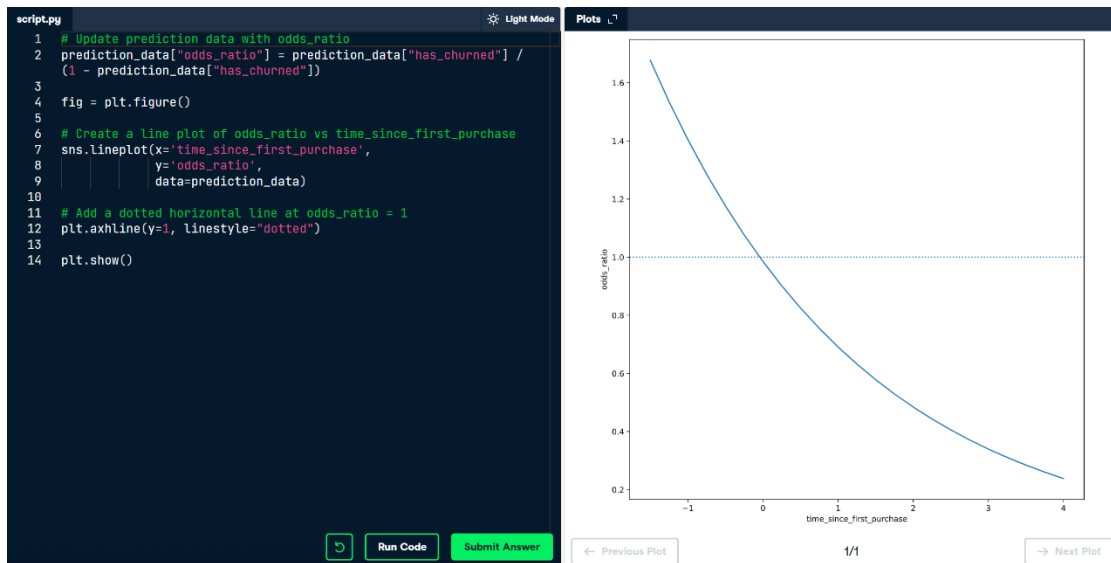 script.py
Light Mode
1 # Update prediction data with odds_ratio
2 prediction_data["odds_ratio"] = prediction_data["has_churned"] /
(1 - prediction_data["has_churned"])
3
4 fig = plt.figure()
5
6 # Create a line plot of odds_ratio vs time_since_first_purchase
7 sns.lineplot(x='time_since_first_purchase',
8 y='odds_ratio',
9 data=prediction_data)
10
11 # Add a dotted horizontal line at odds_ratio = 1
12 plt.axhline(y=1, linestyle="dotted")
13
14 plt.show()
Run Code
Submit Answer
Plots
1.6
1.4
1.2
1.0
0.8
0.6
0.4
0.2
odds_ratio
−1 0 1 2 3 4
time_since_first_purchase
← Previous Plot
1/1
→ Next Plot